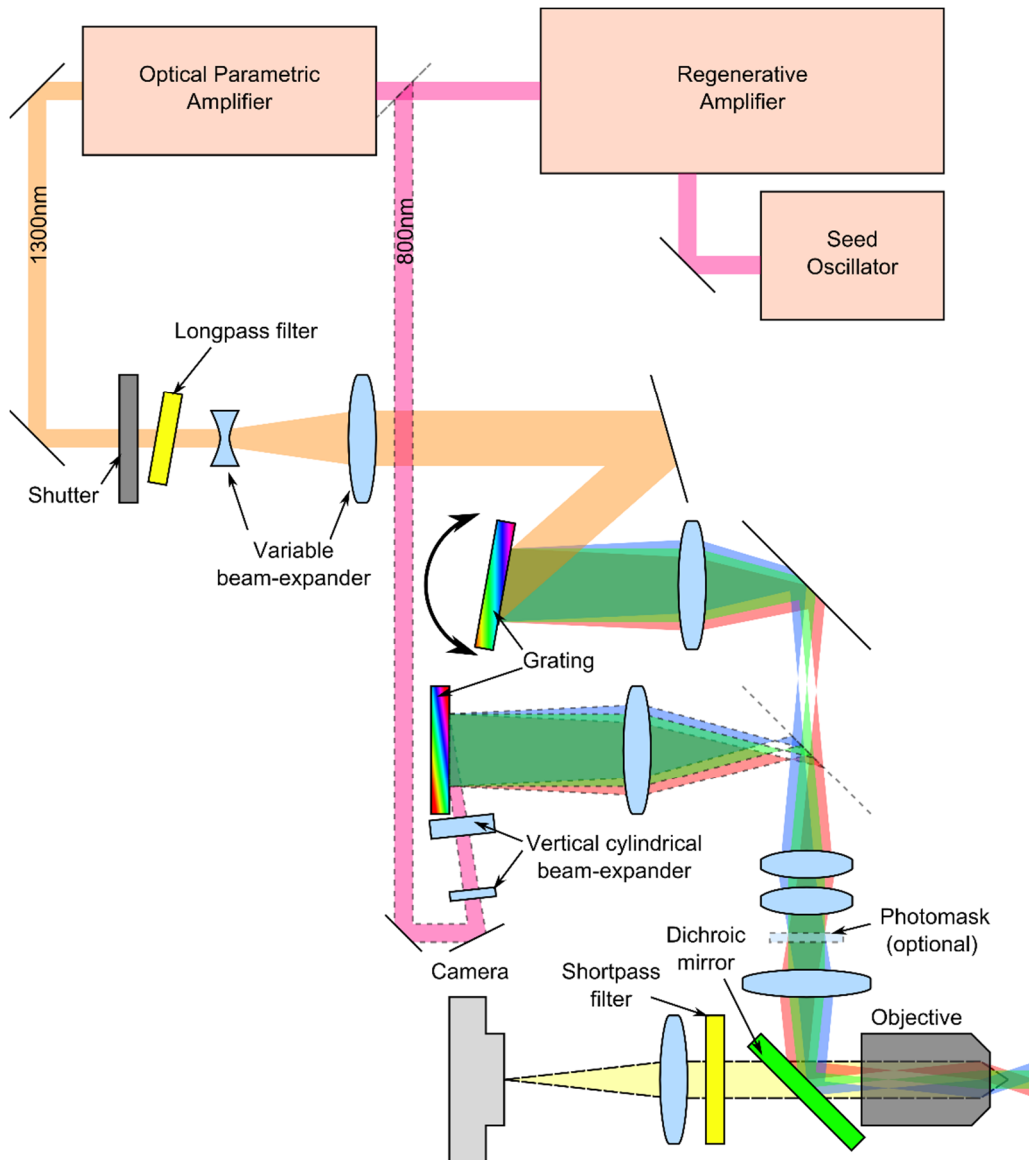 Optical Parametric
Amplifier
Regenerative
Amplifier
Seed
Oscillator
1300nm
800nm
Longpass filter
Shutter
Variable
beam-expander
Grating
Vertical cylindrical
beam-expander
Photomask
(optional)
Dichroic
mirror
Camera
Shortpass
filter
Objective